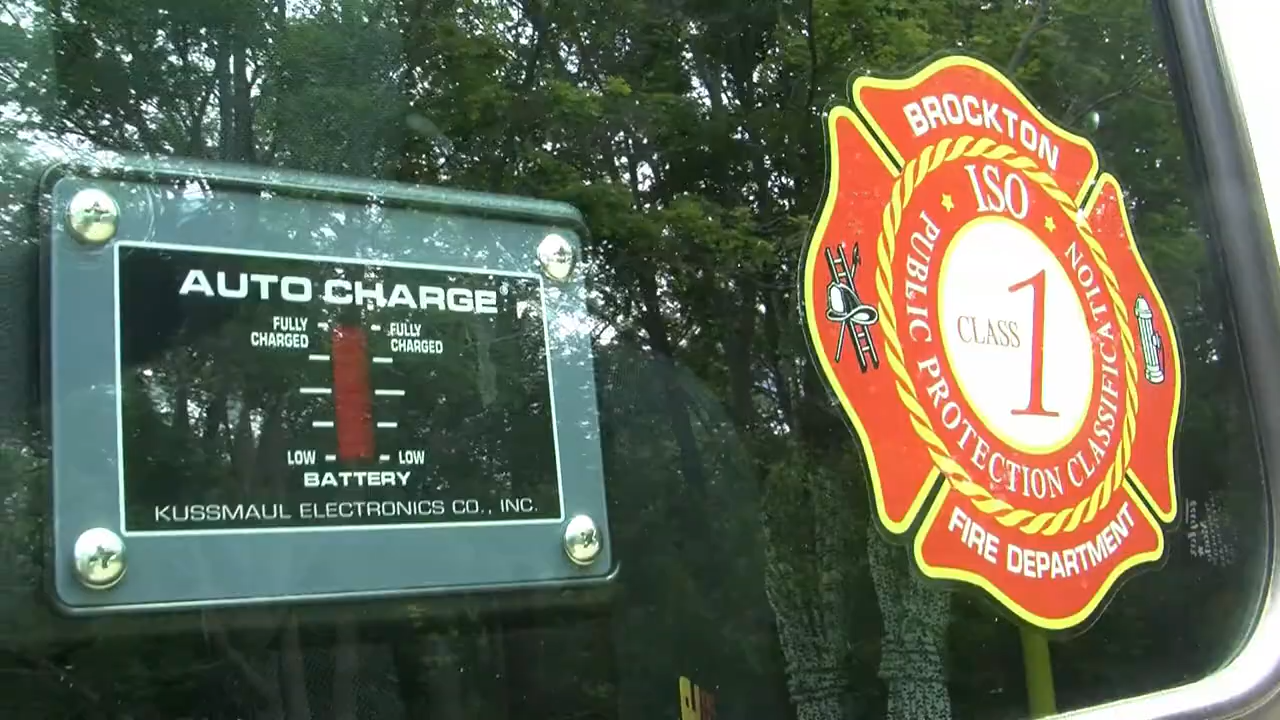 AUTO CHARGE
FULLY CHARGED
FULLY CHARGED
LOW
LOW
BATTERY
KUSSMAUL ELECTRONICS CO., INC.
BROCKTON
ISO
PUBLIC PROTECTION CLASSIFICATION
CLASS 1
FIRE DEPARTMENT